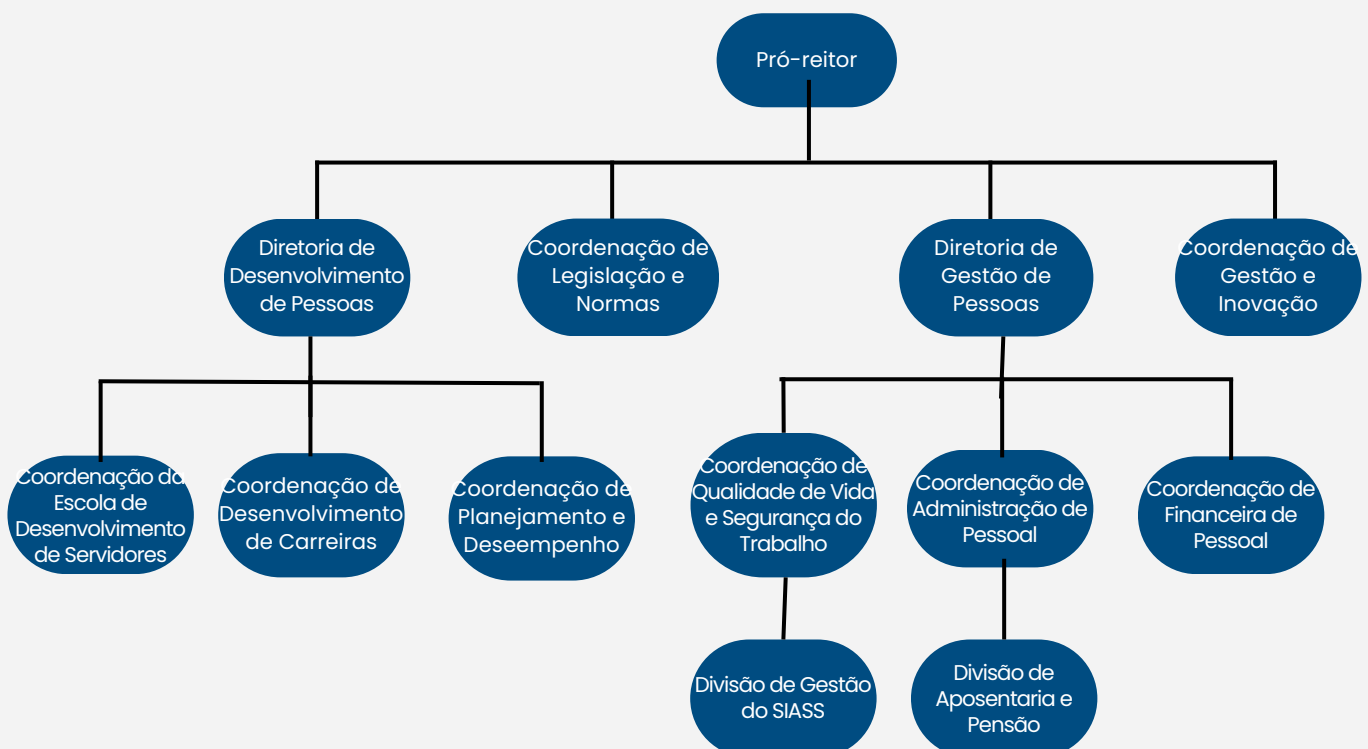 Pró-reitor
Diretoria de
Desenvolvimento
de Pessoas
Coordenação de
Legislação e
Normas
Diretoria de
Gestão de
Pessoas
Coordenação de
Gestão e
Inovação
Coordenação da
Escola de
Desenvolvimento
de Servidores
Coordenação de
Desenvolvimento
de Carreiras
Coordenação de
Planejamento e
Deseempenho
Coordenação de
Qualidade de Vida
e Segurança do
Trabalho
Coordenação de
Administração de
Pessoal
Coordenação de
Financeira de
Pessoal
Divisão de Gestão
do SIASS
Divisão de
Aposentaria e
Pensão